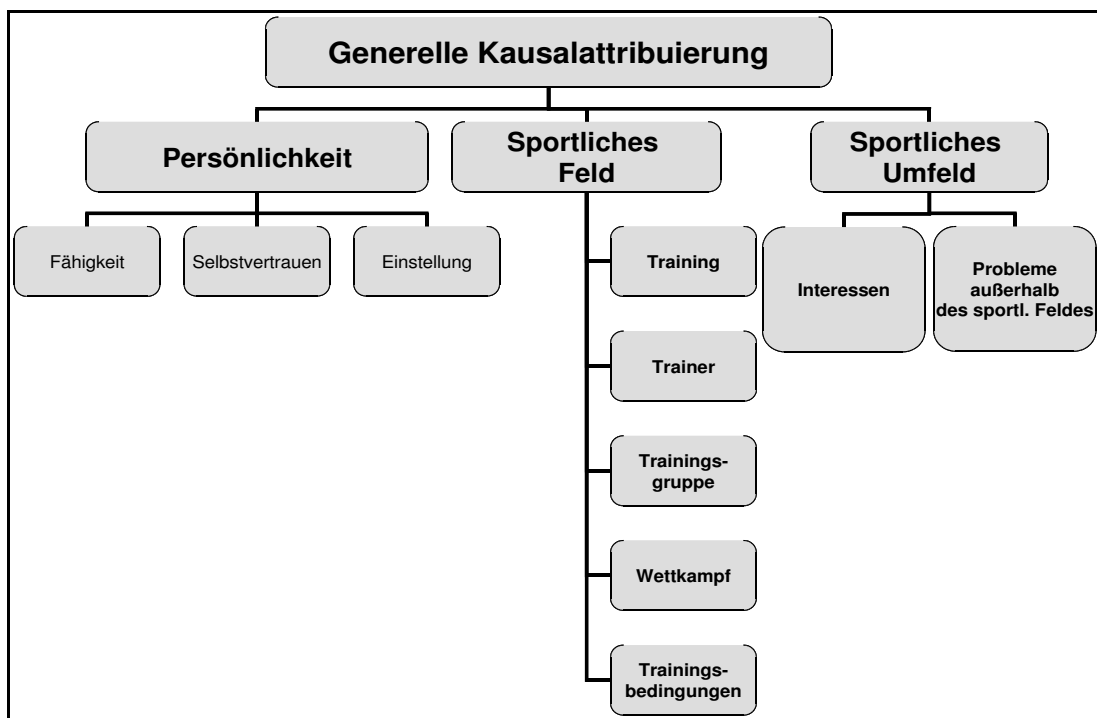 Generelle Kausalattribuierung
Persönlichkeit
Sportliches
Feld
Sportliches
Umfeld
Fähigkeit
Selbstvertrauen
Einstellung
Training
Trainer
Trainings-
gruppe
Wettkampf
Trainings-
bedingungen
Interessen
Probleme
außerhalb
des sportl. Feldes